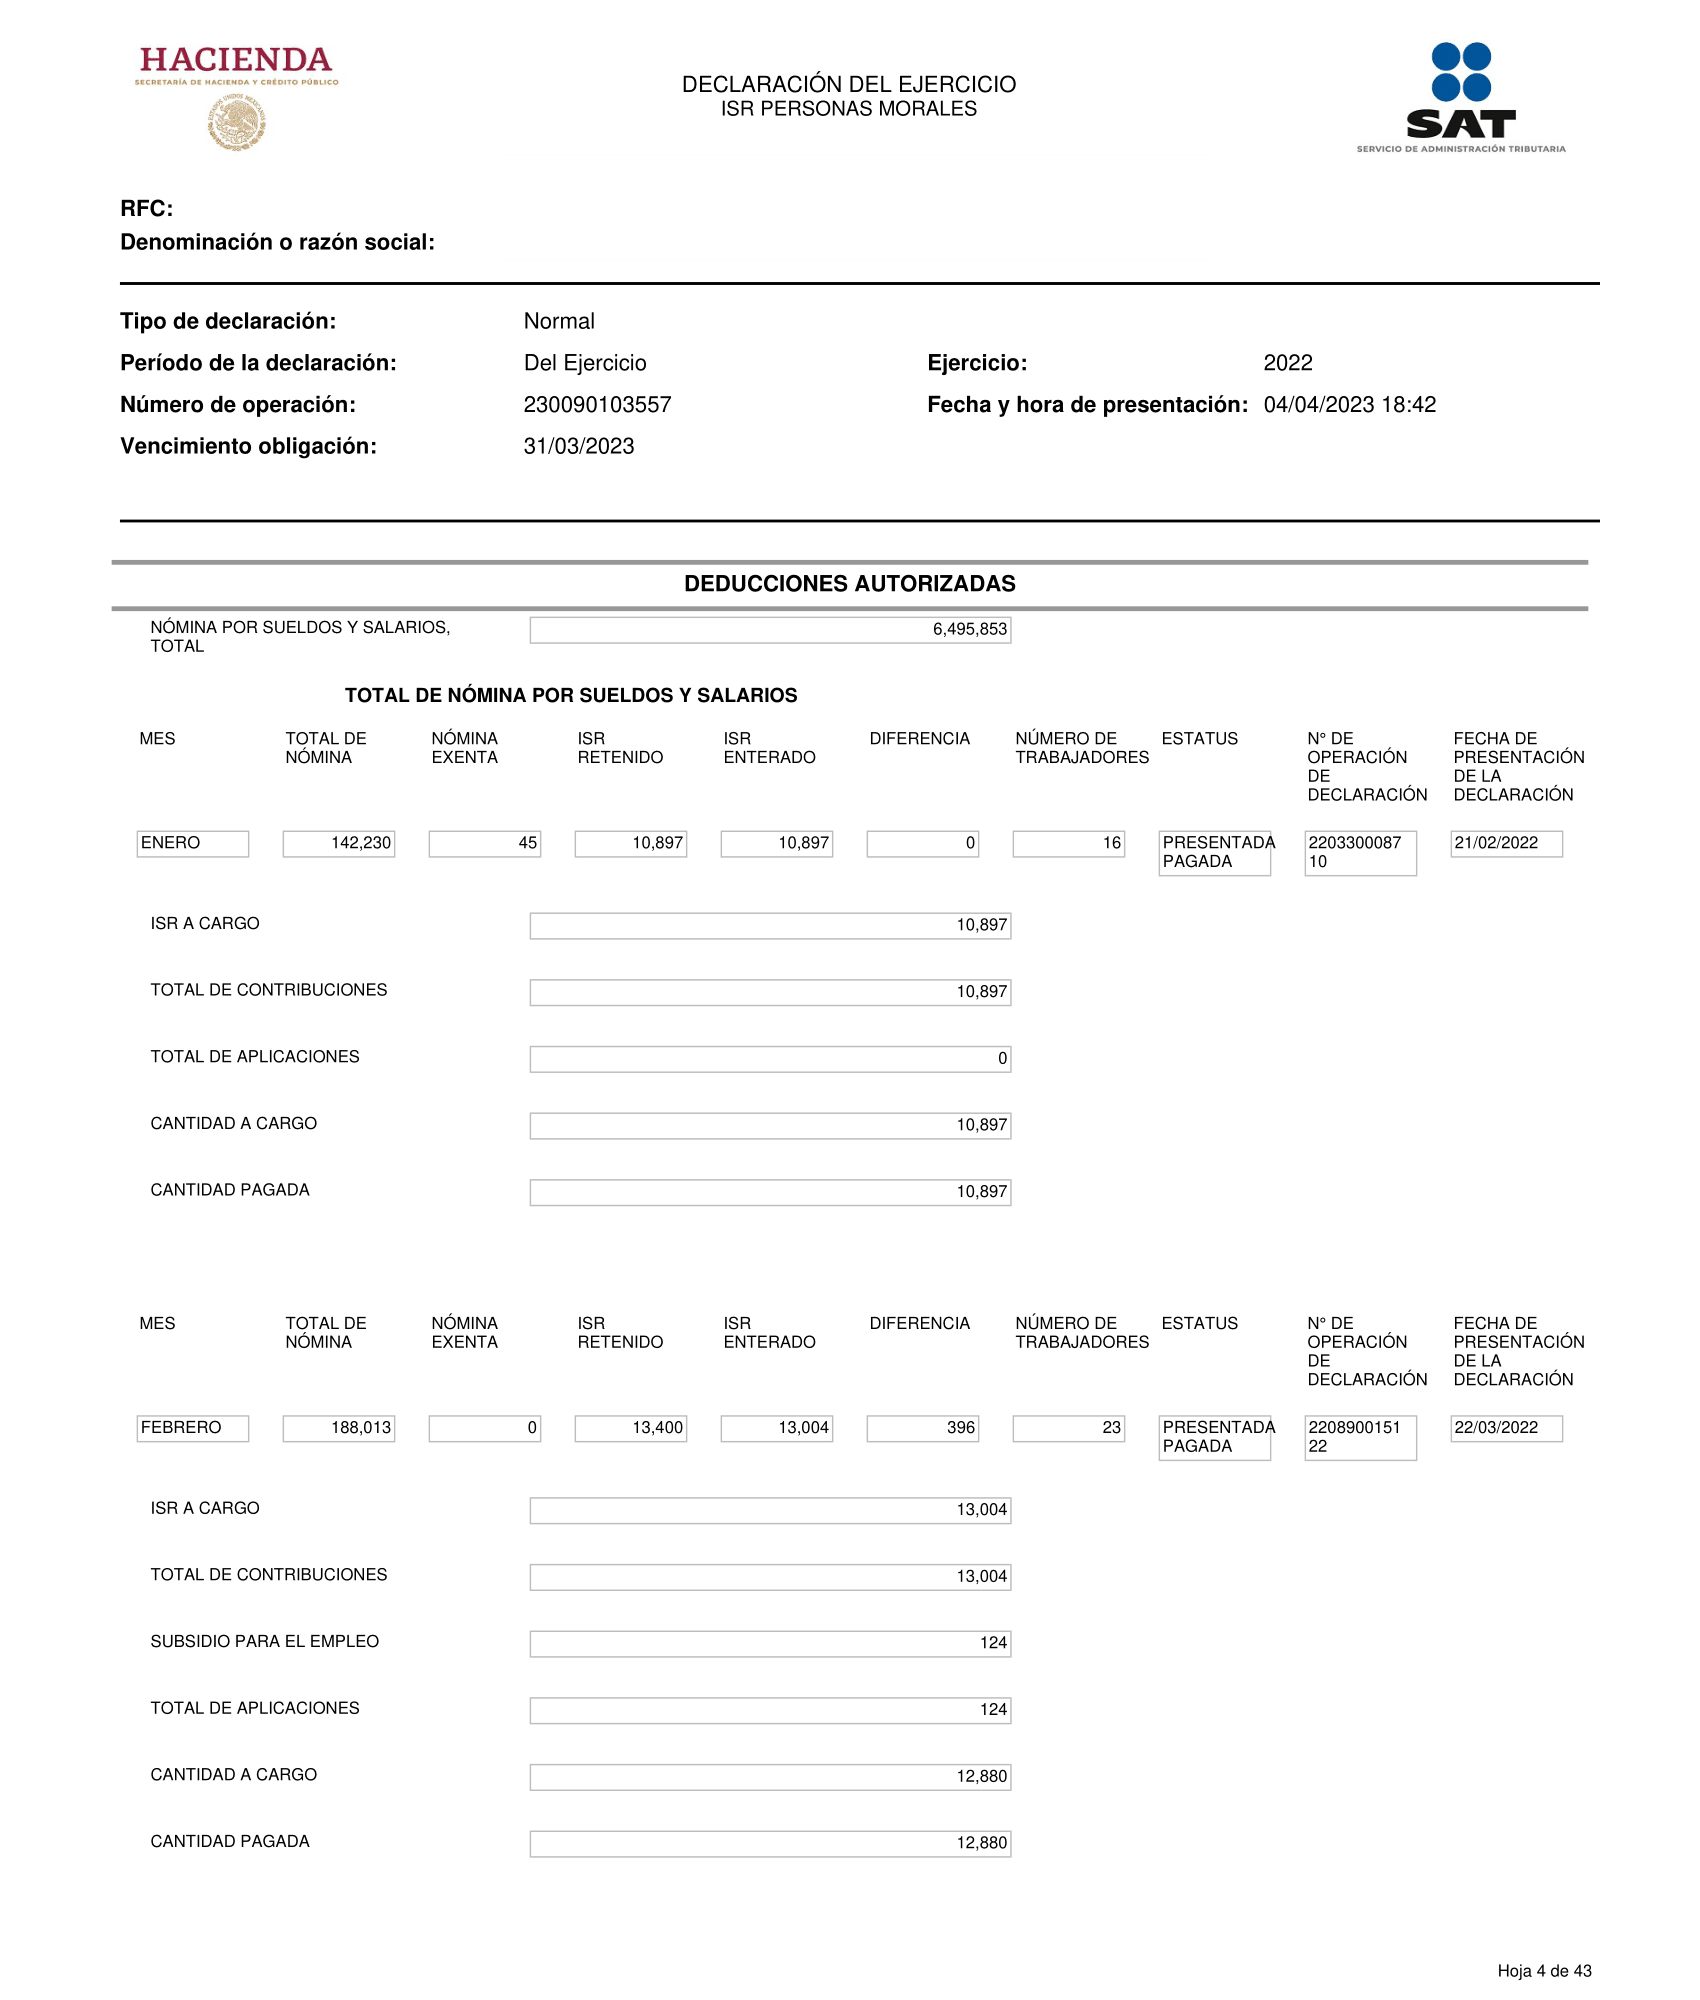 HACIENDA
SECRETARÍA DE HACIENDA Y CRÉDITO PÚBLICO
ESTADOS UNIDOS MEXICANOS
DECLARACIÓN DEL EJERCICIO
ISR PERSONAS MORALES
SAT
SERVICIO DE ADMINISTRACIÓN TRIBUTARIA
RFC:
Denominación o razón social:
Tipo de declaración: Normal
Período de la declaración: Del Ejercicio Ejercicio: 2022
Número de operación: 230090103557 Fecha y hora de presentación: 04/04/2023 18:42
Vencimiento obligación: 31/03/2023
DEDUCCIONES AUTORIZADAS
NÓMINA POR SUELDOS Y SALARIOS, 6,495,853
TOTAL
TOTAL DE NÓMINA POR SUELDOS Y SALARIOS
MES TOTAL DE NÓMINA ISR ISR DIFERENCIA NÚMERO DE ESTATUS N° DE FECHA DE
NÓMINA EXENTA RETENIDO ENTERADO TRABAJADORES OPERACIÓN PRESENTACIÓN
DE DE LA
DECLARACIÓN DECLARACIÓN
ENERO 142,230 45 10,897 10,897 0 16 PRESENTADA 2203300087 21/02/2022
PAGADA 10
ISR A CARGO 10,897
TOTAL DE CONTRIBUCIONES 10,897
TOTAL DE APLICACIONES 0
CANTIDAD A CARGO 10,897
CANTIDAD PAGADA 10,897
MES TOTAL DE NÓMINA ISR ISR DIFERENCIA NÚMERO DE ESTATUS N° DE FECHA DE
NÓMINA EXENTA RETENIDO ENTERADO TRABAJADORES OPERACIÓN PRESENTACIÓN
DE DE LA
DECLARACIÓN DECLARACIÓN
FEBRERO 188,013 0 13,400 13,004 396 23 PRESENTADA 2208900151 22/03/2022
PAGADA 22
ISR A CARGO 13,004
TOTAL DE CONTRIBUCIONES 13,004
SUBSIDIO PARA EL EMPLEO 124
TOTAL DE APLICACIONES 124
CANTIDAD A CARGO 12,880
CANTIDAD PAGADA 12,880
Hoja 4 de 43